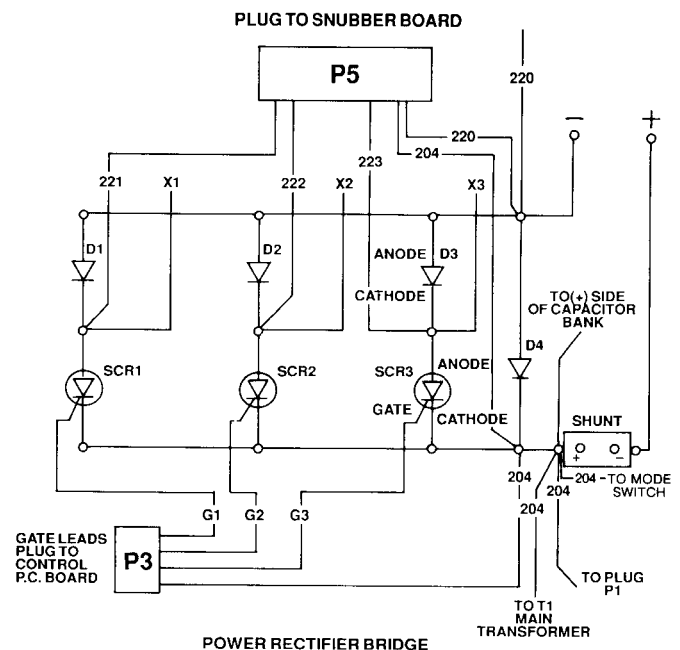 PLUG TO SNUBBER BOARD
P5
220
−
+
220
204
223
221
X1
222
X2
X3
D1
D2
ANODE
D3
CATHODE
TO(+) SIDE
OF CAPACITOR
BANK
D4
SCR1
SCR2
SCR3
ANODE
GATE
CATHODE
SHUNT
+
−
204
204
204
204
TO MODE
SWITCH
G1
G2
G3
GATE LEADS
PLUG TO
CONTROL
P.C. BOARD
P3
TO PLUG
P1
TO T1
MAIN
TRANSFORMER
POWER RECTIFIER BRIDGE